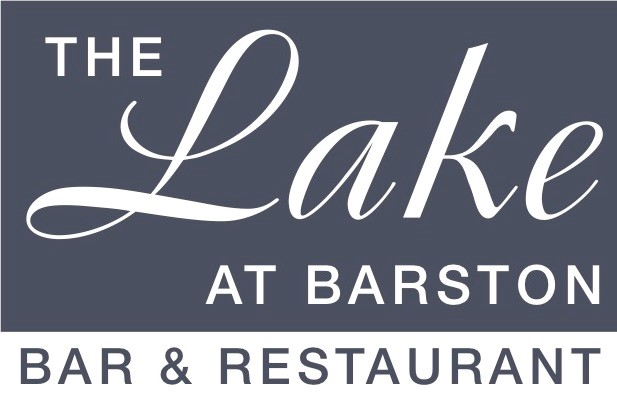 THE
Lake
AT BARSTON
BAR & RESTAURANT